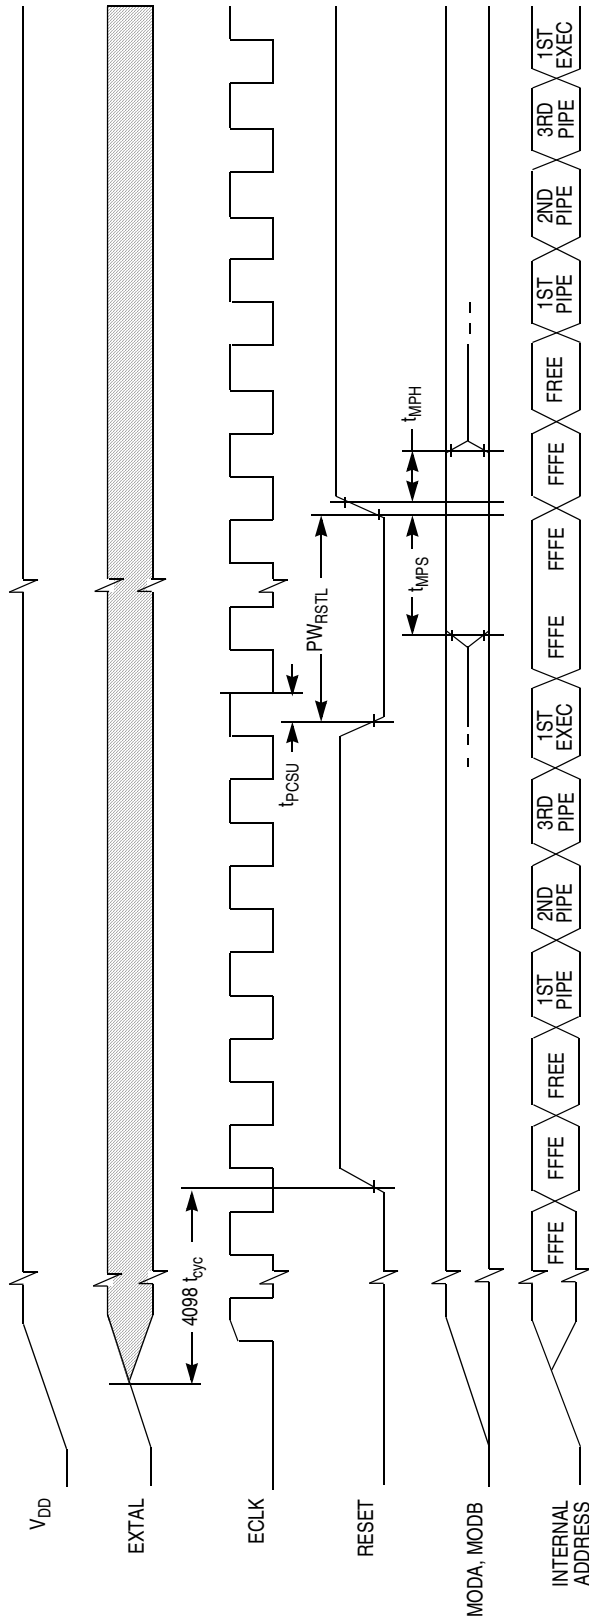 V_DD
EXTAL
4098 t_cyc
ECLK
t_PCSU
RESET
PW_RSTL
MODA, MODB
t_MPS
t_MPH
INTERNAL
ADDRESS
FFFE
FFFE
FREE
1ST
PIPE
2ND
PIPE
3RD
PIPE
1ST
EXEC
FFFE
FFFE
FFFE
FREE
1ST
PIPE
2ND
PIPE
3RD
PIPE
1ST
EXEC